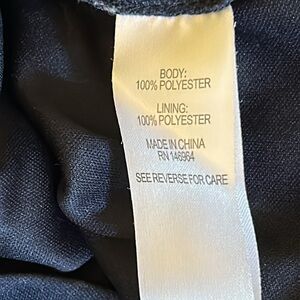 BODY:
100% POLYESTER
LINING:
100% POLYESTER
MADE IN CHINA
RN 146964
SEE REVERSE FOR CARE